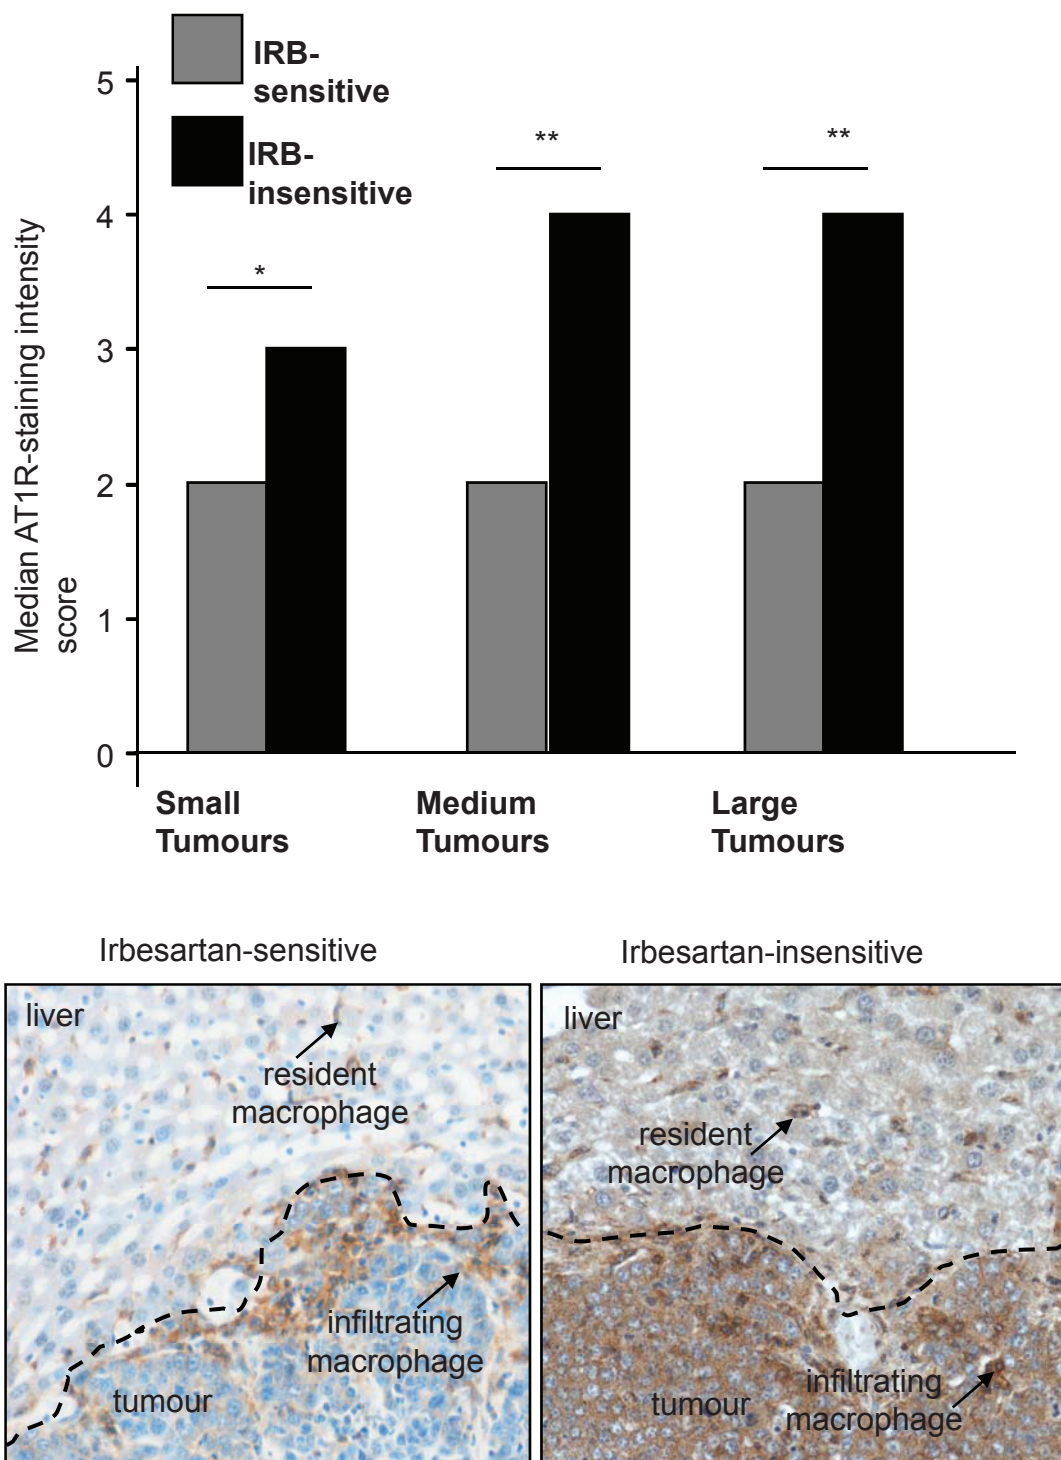 IRB-
sensitive
IRB-
insensitive
Median AT1R-staining intensity
score
5
4
3
2
1
0
*
**
**
Small
Tumours
Medium
Tumours
Large
Tumours
Irbesartan-sensitive
Irbesartan-insensitive
liver
resident
macrophage
infiltrating
macrophage
tumour
liver
resident
macrophage
infiltrating
macrophage
tumour